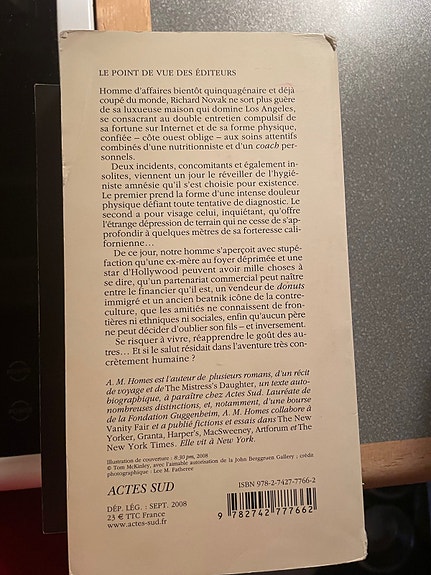 LE POINT DE VUE DES ÉDITEURS
Homme d'affaires bientôt quinquagénaire et déjà
coupé du monde, Richard Novak ne sort plus guère
de sa luxueuse maison qui domine Los Angeles,
se consacrant au double entretien compulsif de
sa fortune sur Internet et de sa forme physique,
confiée – côte ouest oblige – aux soins attentifs
combinés d'une nutritionniste et d'un coach per-
sonnels.
Deux incidents, concomitants et également in-
solites, viennent un jour le réveiller de l'hygié-
niste amnésie qu'il s'est choisie pour existence.
Le premier prend la forme d'une intense douleur
physique défiant toute tentative de diagnostic. Le
second a pour visage celui, inquiétant, qu'offre
l'étrange dépression de terrain qui ne cesse de s'ap-
profondir à quelques mètres de sa forteresse cali-
fornienne...
De ce jour, notre homme s'aperçoit avec stupé-
faction qu'une ex-mère au foyer déprimée et une
star d'Hollywood peuvent avoir mille choses à
se dire, qu'un partenariat commercial peut naître
entre le financier qu'il est, un vendeur de donuts
immigré et un ancien beatnik icône de la contre-
culture, que les amitiés ne connaissent de fron-
tières ni ethniques ni sociales, enfin qu'aucun père
ne peut décider d'oublier son fils – et inversement.
Se risquer à vivre, réapprendre le goût des au-
tres... Et si le salut résidait dans l'aventure très con-
crètement humaine ?
A. M. Homes est l'auteur de plusieurs romans, d'un récit
de voyage et de The Mistress's Daughter, un texte auto-
biographique, à paraître chez Actes Sud. Lauréate de
nombreuses distinctions, et, notamment, d'une bourse
de la Fondation Guggenheim, A. M. Homes collabore à
Vanity Fair et a publié fictions et essais dans The New
Yorker, Granta, Harper's, MacSweeney, Artforum et The
New York Times. Elle vit à New York.
Illustration de couverture : 8:30 pm, 2008
© Tom McKinley, avec l'aimable autorisation de la John Berggruen Gallery ; crédit
photographique : Lee M. Fatheree
ACTES SUD
DÉP. LÉG. : SEPT. 2008
23 € TTC France
www.actes-sud.fr
ISBN 978-2-7427-7766-2
9 782742 777662